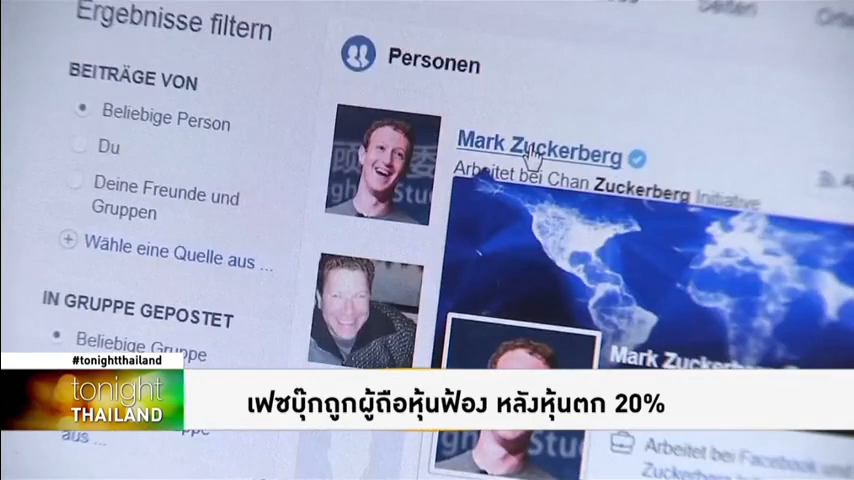 Ergebnisse filtern
BEITRÄGE VON
Beliebige Person
Du
Deine Freunde und
Gruppen
Wähle eine Quelle aus ...
IN GRUPPE GEPOSTET
Beliebige Gruppe
aus ...
Personen
Mark Zuckerberg
Arbeitet bei Chan Zuckerberg Initiative
Mark Zuckerberg
Arbeitet bei Facebook und
Zuckerberg
#tonightthailand
tonight
THAILAND
เฟซบุ๊กถูกผู้ถือหุ้นฟ้อง หลังหุ้นตก 20%